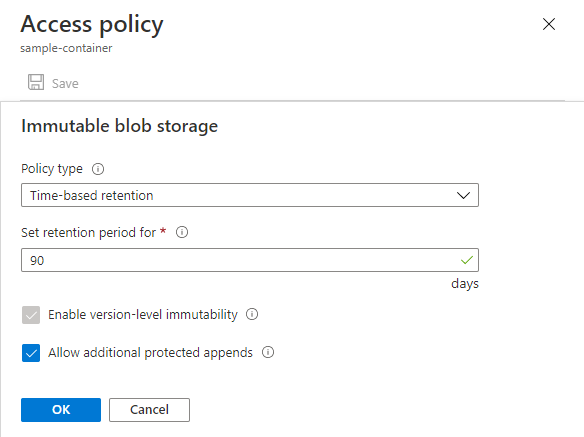 Access policy
sample-container
Save
Immutable blob storage
Policy type
Time-based retention
Set retention period for *
90
days
Enable version-level immutability
Allow additional protected appends
OK
Cancel